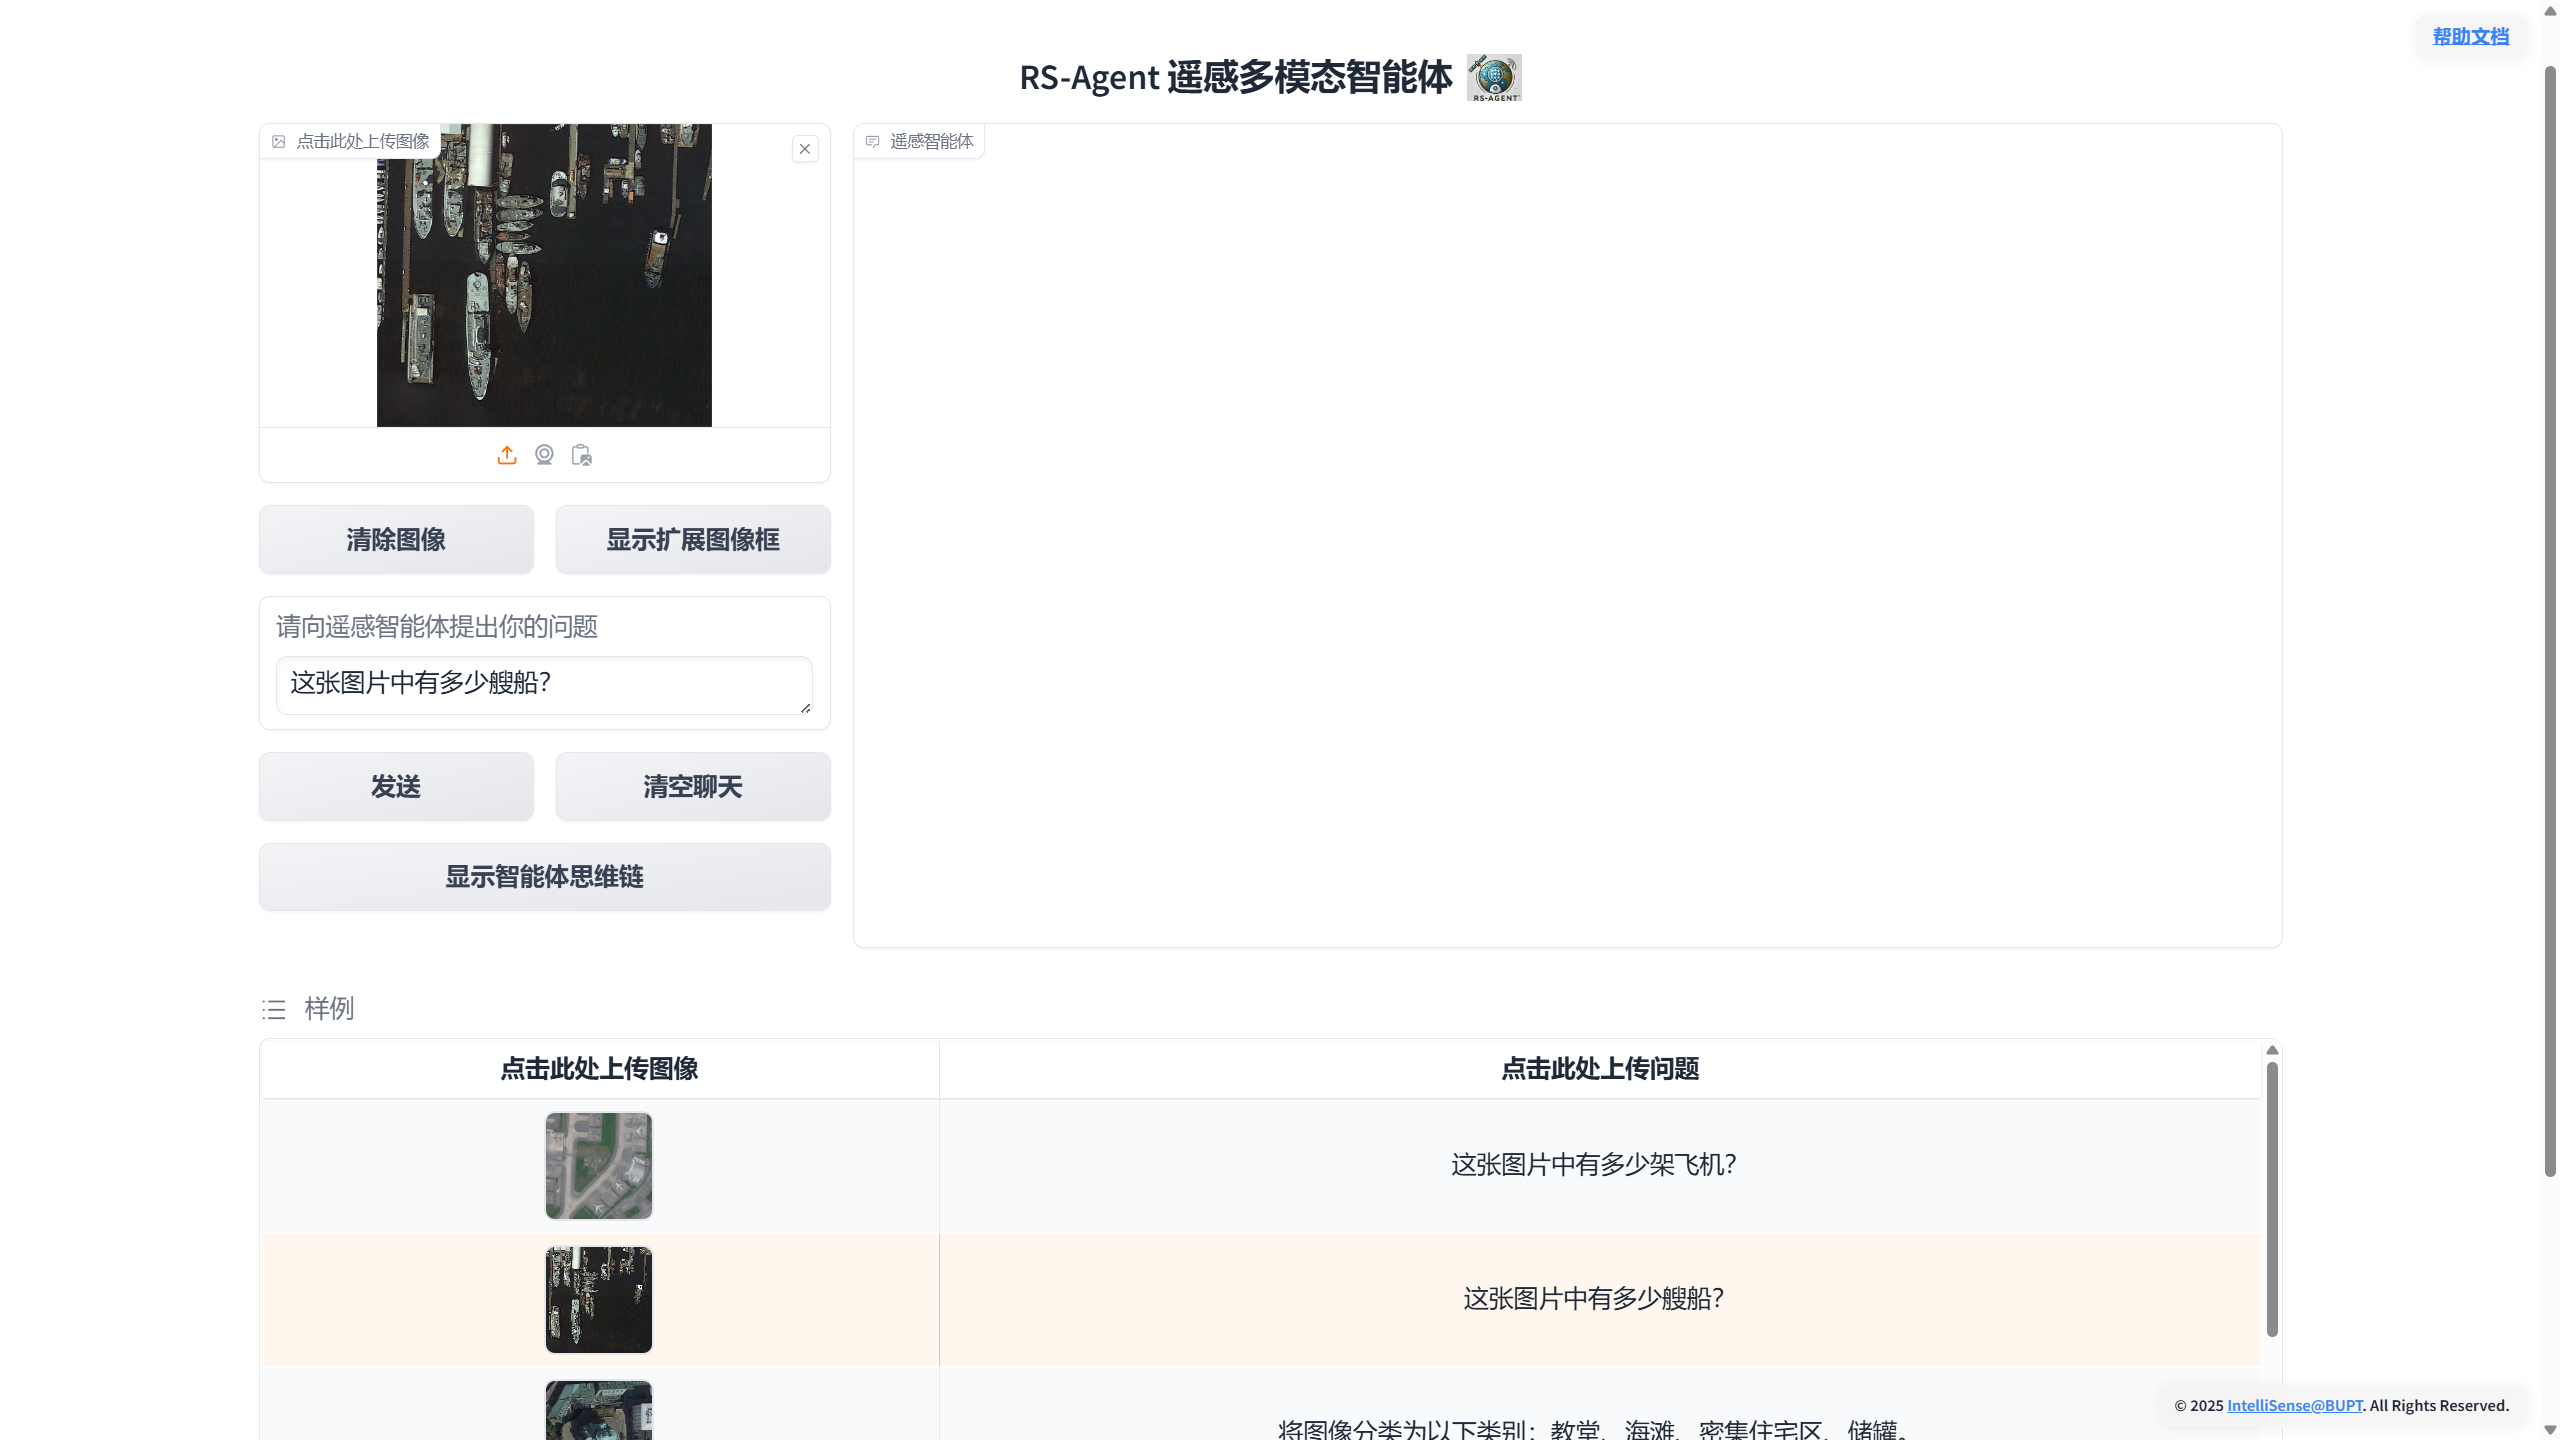 帮助文档
RS-Agent 遥感多模态智能体
RS-AGENT
点击此处上传图像
遥感智能体
清除图像
显示扩展图像框
请向遥感智能体提出你的问题
这张图片中有多少艘船？
发送
清空聊天
显示智能体思维链
样例
点击此处上传图像
点击此处上传问题
这张图片中有多少架飞机？
这张图片中有多少艘船？
将图像分类为以下类别：教堂、海滩、密集住宅区、储罐。
© 2025 IntelliSense@BUPT. All Rights Reserved.